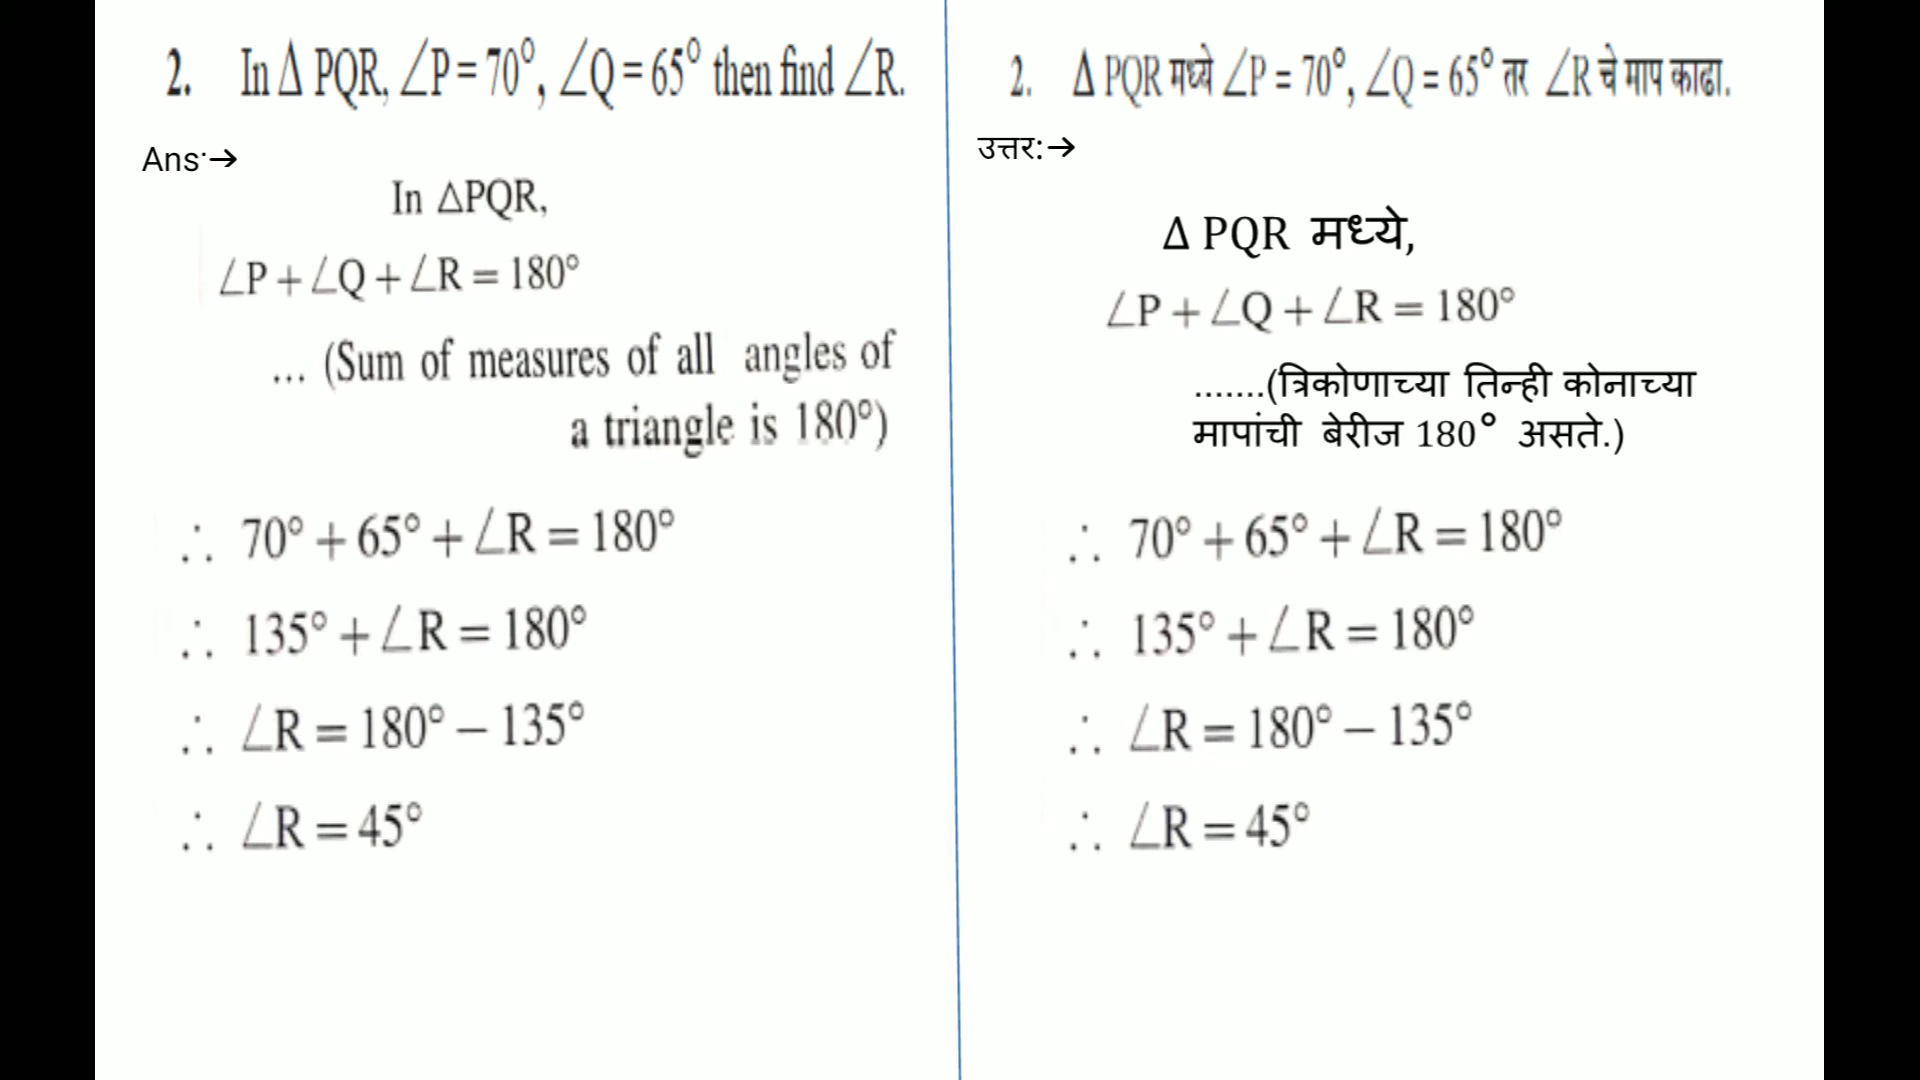 2. In Δ PQR, ∠P = 70°, ∠Q = 65° then find ∠R.
Ans:→
In △PQR,
∠P + ∠Q + ∠R = 180°
... (Sum of measures of all angles of
a triangle is 180°)
∴ 70° + 65° + ∠R = 180°
∴ 135° + ∠R = 180°
∴ ∠R = 180° – 135°
∴ ∠R = 45°
2. Δ PQR मध्ये ∠P = 70°, ∠Q = 65° तर ∠R चे माप काढा.
उत्तर:→
Δ PQR मध्ये,
∠P + ∠Q + ∠R = 180°
.......(त्रिकोणाच्या तिन्ही कोनाच्या
मापांची बेरीज 180° असते.)
∴ 70° + 65° + ∠R = 180°
∴ 135° + ∠R = 180°
∴ ∠R = 180° – 135°
∴ ∠R = 45°